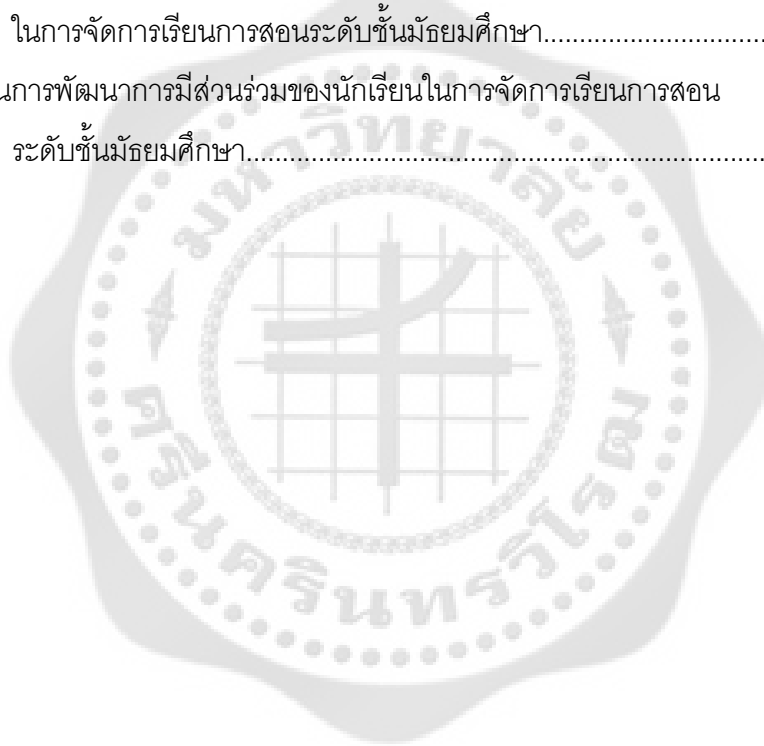 ในการจัดการเรียนการสอนระดับชั้นมัธยมศึกษา..............................
นการพัฒนาการมีส่วนร่วมของนักเรียนในการจัดการเรียนการสอน
ระดับชั้นมัธยมศึกษา........................................................................
มหาวิทยาลัย
ศรีนครินทรวิโรฒ